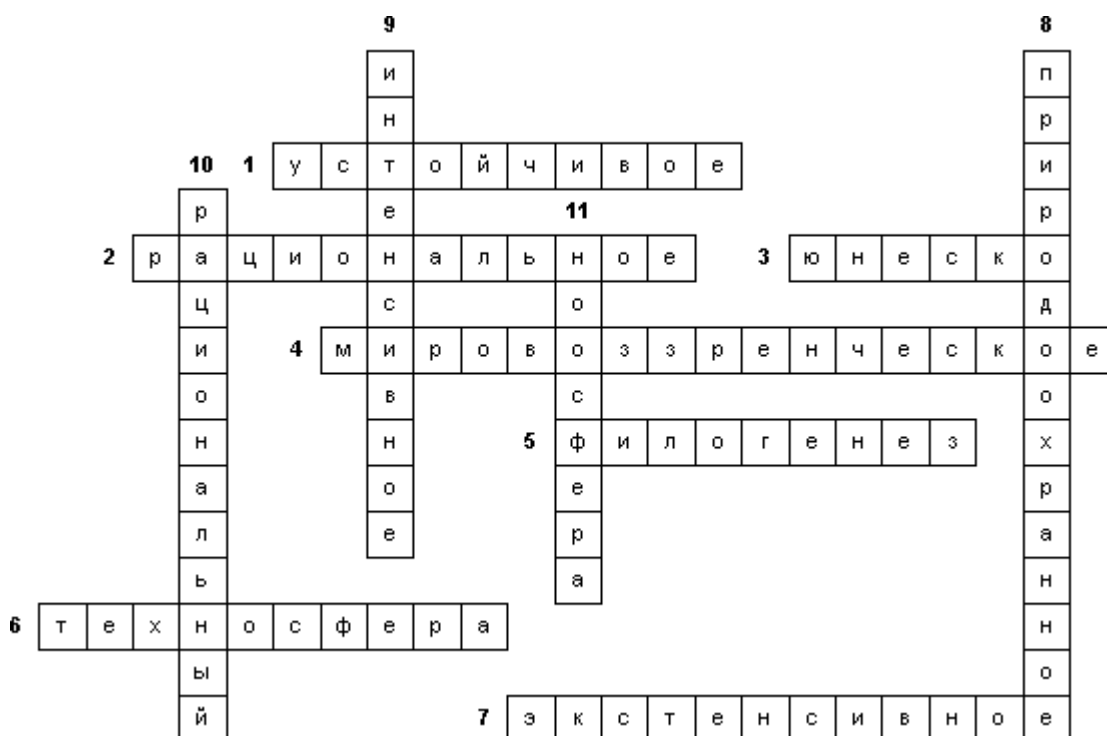 9 интенсивное
8 природоохранное
10 рациональный
1 устойчивое
11 ноосфера
2 рациональное
3 юнеско
4 мировоззренческое
5 филогенез
6 техносфера
7 экстенсивное